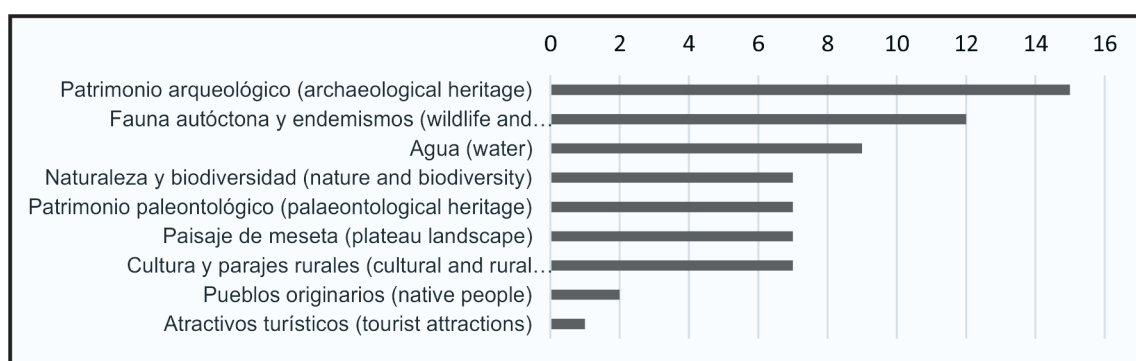 0 2 4 6 8 10 12 14 16
Patrimonio arqueológico (archaeological heritage)
Fauna autóctona y endemismos (wildlife and…
Agua (water)
Naturaleza y biodiversidad (nature and biodiversity)
Patrimonio paleontológico (palaeontological heritage)
Paisaje de meseta (plateau landscape)
Cultura y parajes rurales (cultural and rural…
Pueblos originarios (native people)
Atractivos turísticos (tourist attractions)